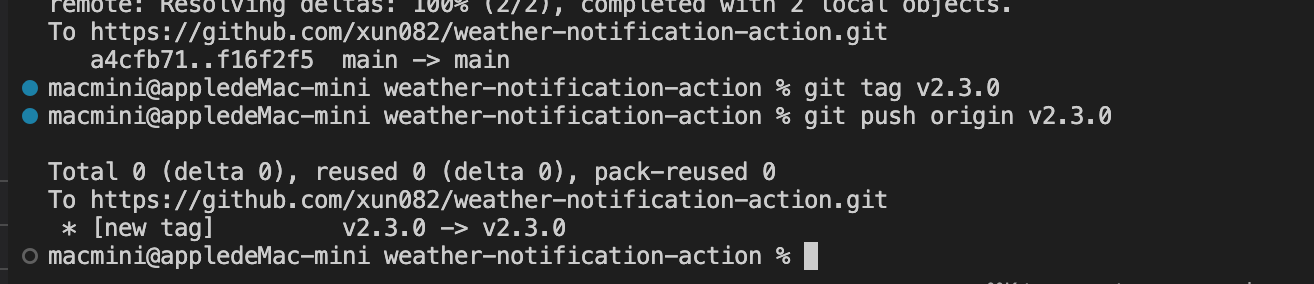 remote: Resolving deltas: 100% (2/2), completed with 2 local objects.
To https://github.com/xun082/weather-notification-action.git
   a4cfb71..f16f2f5  main -> main
macmini@appledeMac-mini weather-notification-action % git tag v2.3.0
macmini@appledeMac-mini weather-notification-action % git push origin v2.3.0
Total 0 (delta 0), reused 0 (delta 0), pack-reused 0
To https://github.com/xun082/weather-notification-action.git
 * [new tag]         v2.3.0 -> v2.3.0
macmini@appledeMac-mini weather-notification-action %